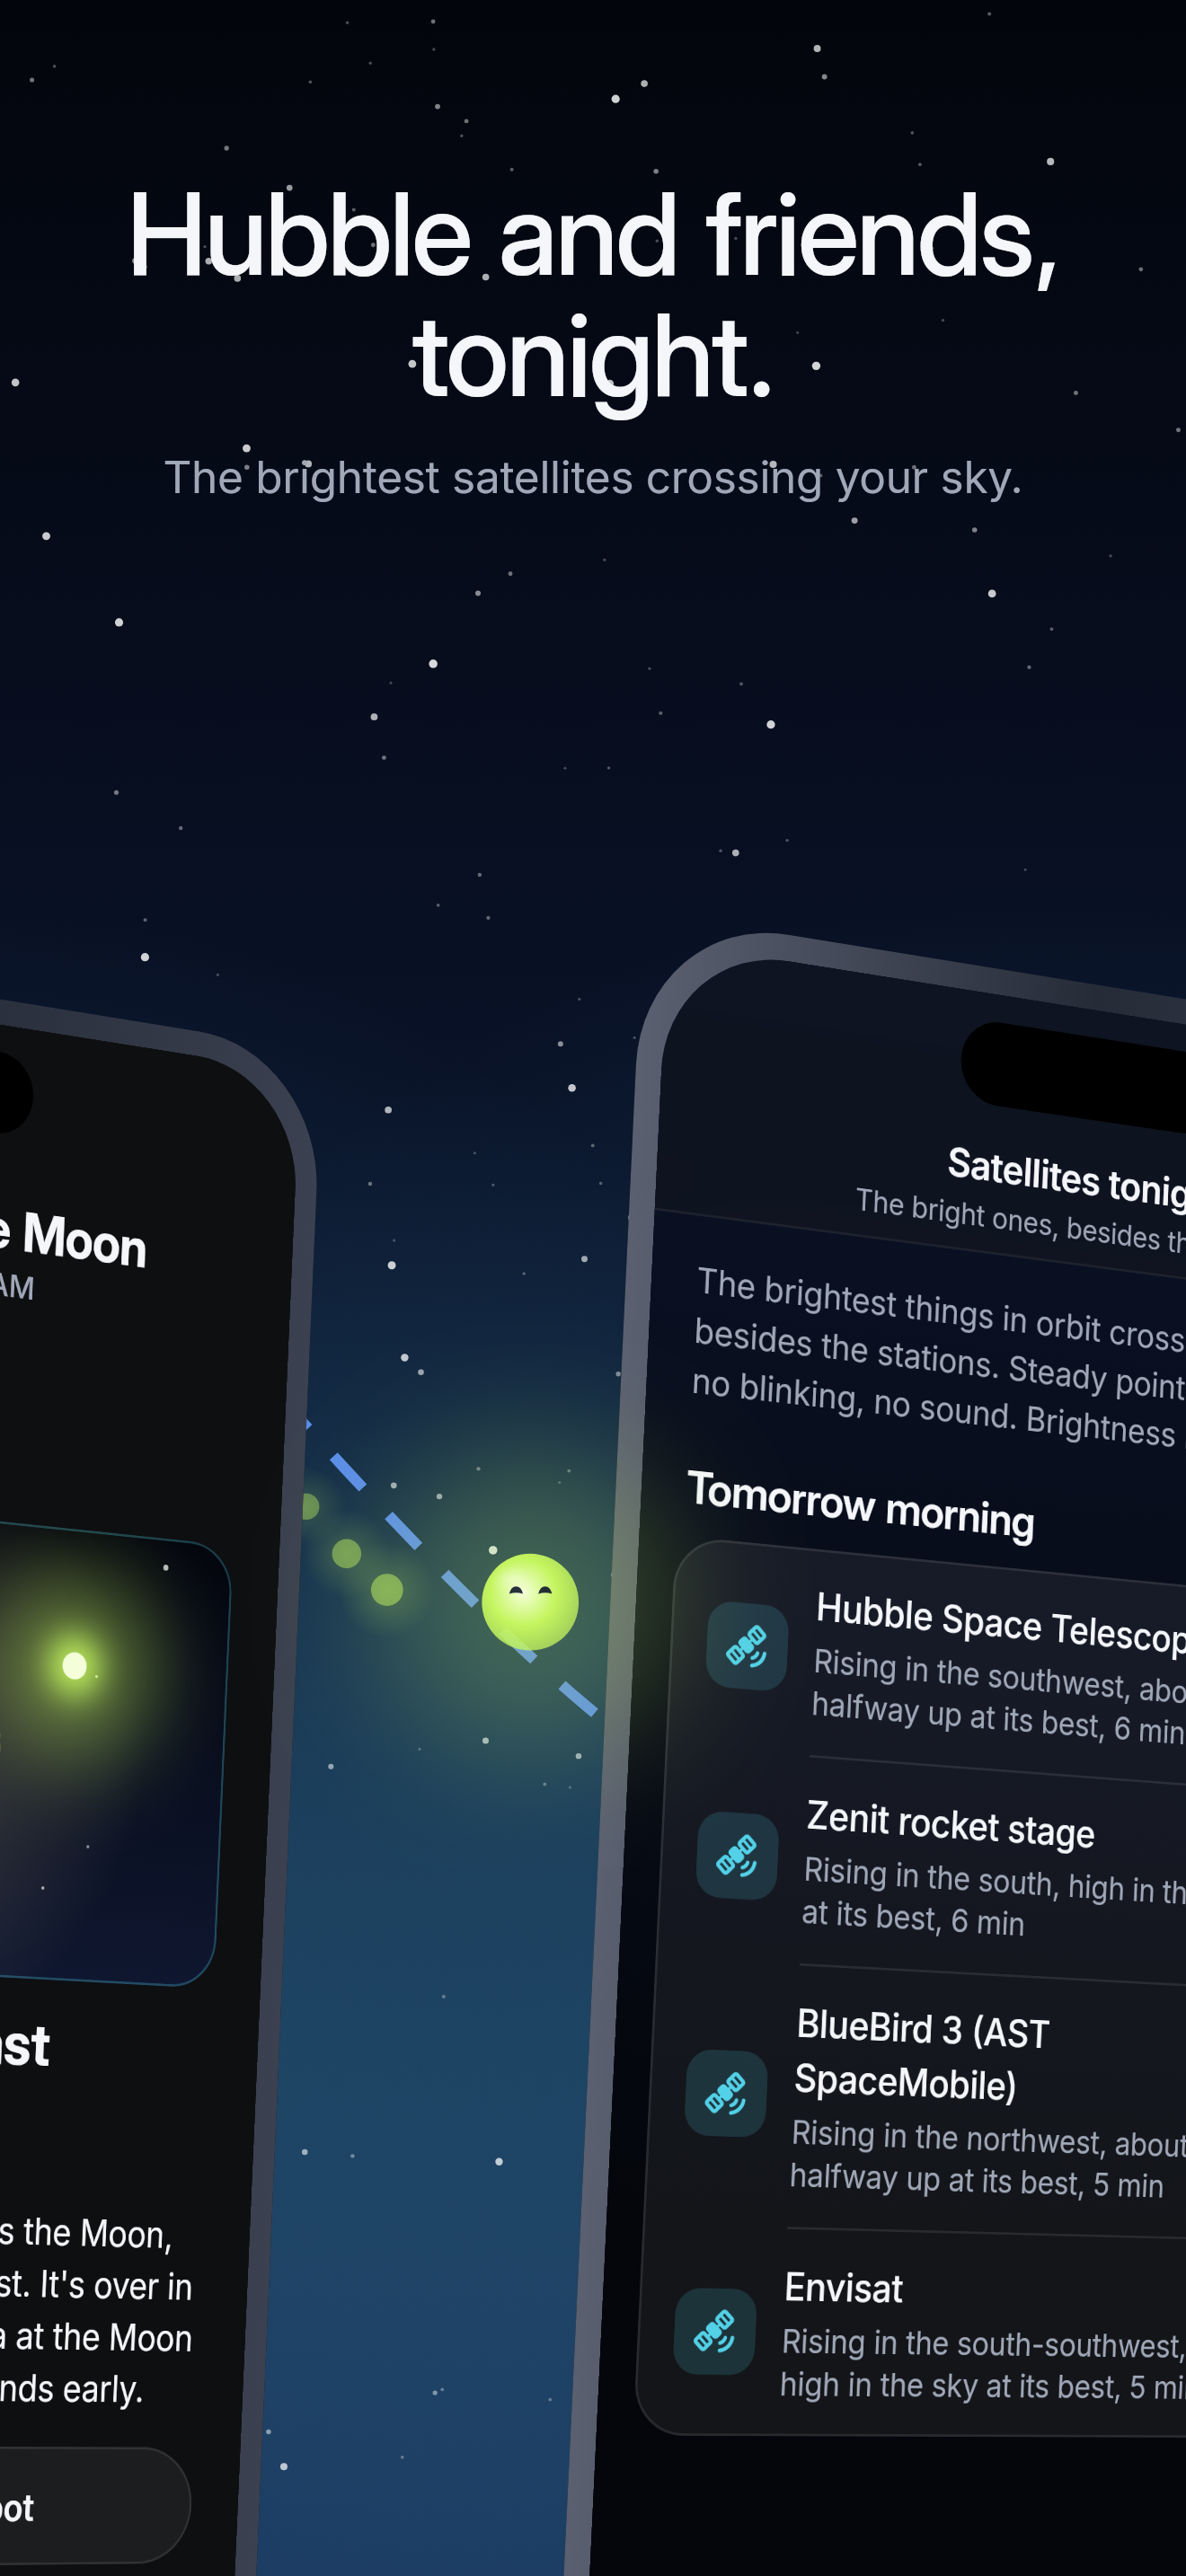 Hubble and friends,
tonight.
The brightest satellites crossing your sky.
Moon
AM
s the Moon,
st. It's over in
at the Moon
nds early.
Satellites
The bright ones, besides
The brightest things in orbit cross
besides the stations. Steady point
no blinking, no sound. Brightness
Tomorrow morning
Hubble Space Telescop
Rising in the southwest, abo
halfway up at its best, 6 min
Zenit rocket stage
Rising in the south, high in th
at its best, 6 min
BlueBird 3 (AST
SpaceMobile)
Rising in the northwest, about
halfway up at its best, 5 min
Envisat
Rising in the south-southwest,
high in the sky at its best, 5 mi